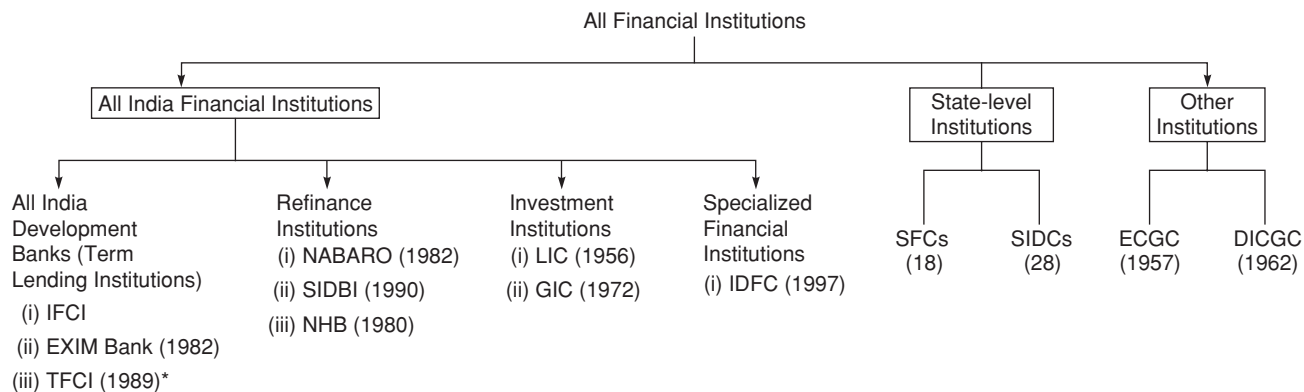 All Financial Institutions
All India Financial Institutions
State-level
Institutions
Other
Institutions
All India
Development
Banks (Term
Lending Institutions)
(i) IFCI
(ii) EXIM Bank (1982)
(iii) TFCI (1989)*
Refinance
Institutions
(i) NABARO (1982)
(ii) SIDBI (1990)
(iii) NHB (1980)
Investment
Institutions
(i) LIC (1956)
(ii) GIC (1972)
Specialized
Financial
Institutions
(i) IDFC (1997)
SFCs
(18)
SIDCs
(28)
ECGC
(1957)
DICGC
(1962)